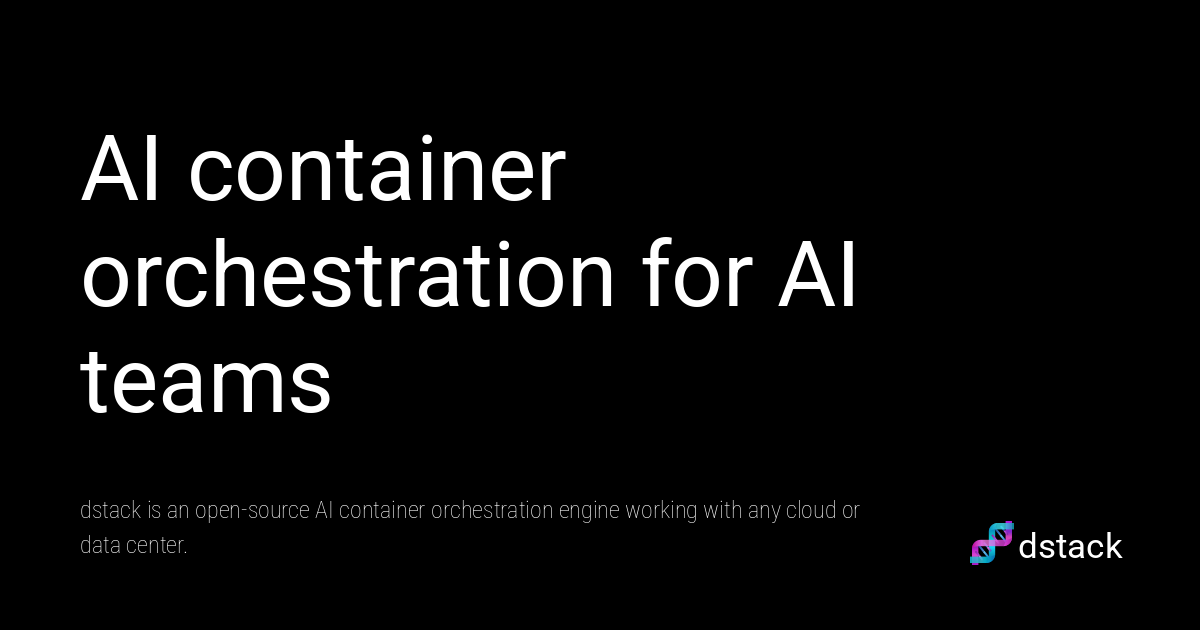 AI container
orchestration for AI
teams
dstack is an open-source AI container orchestration engine working with any cloud or
data center.
dstack